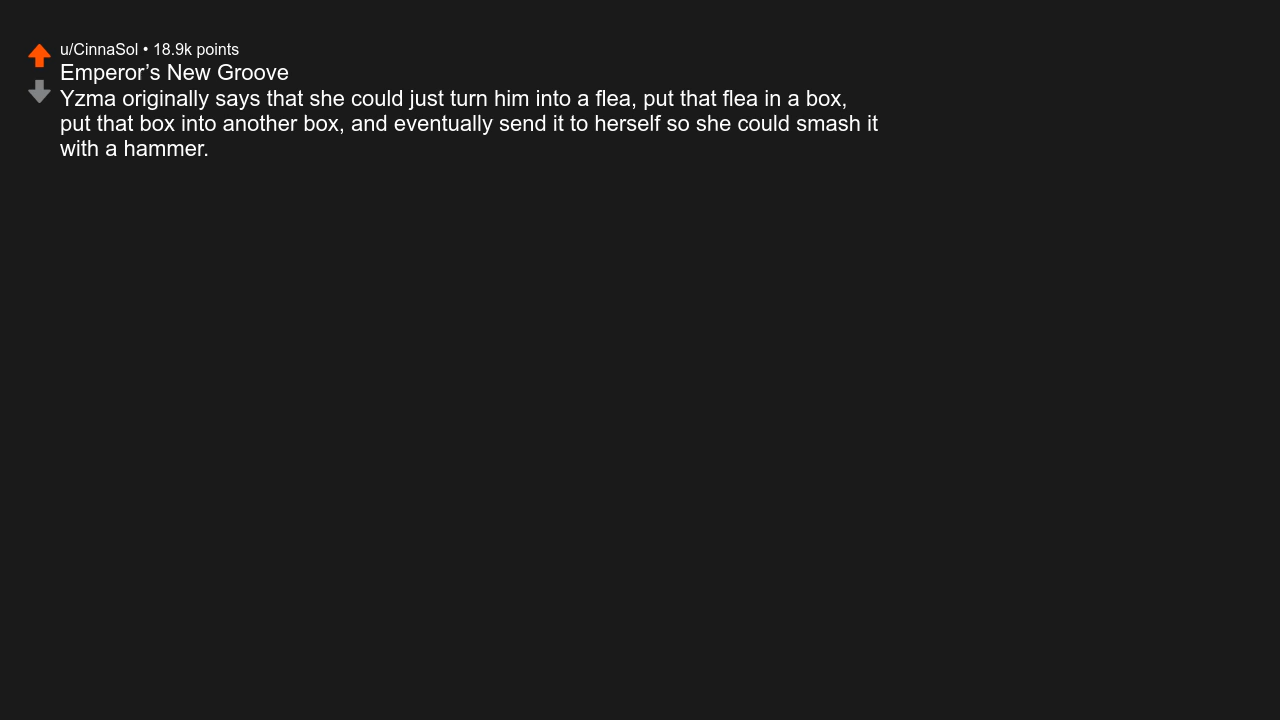 u/CinnaSol • 18.9k points
Emperor’s New Groove
Yzma originally says that she could just turn him into a flea, put that flea in a box,
put that box into another box, and eventually send it to herself so she could smash it
with a hammer.